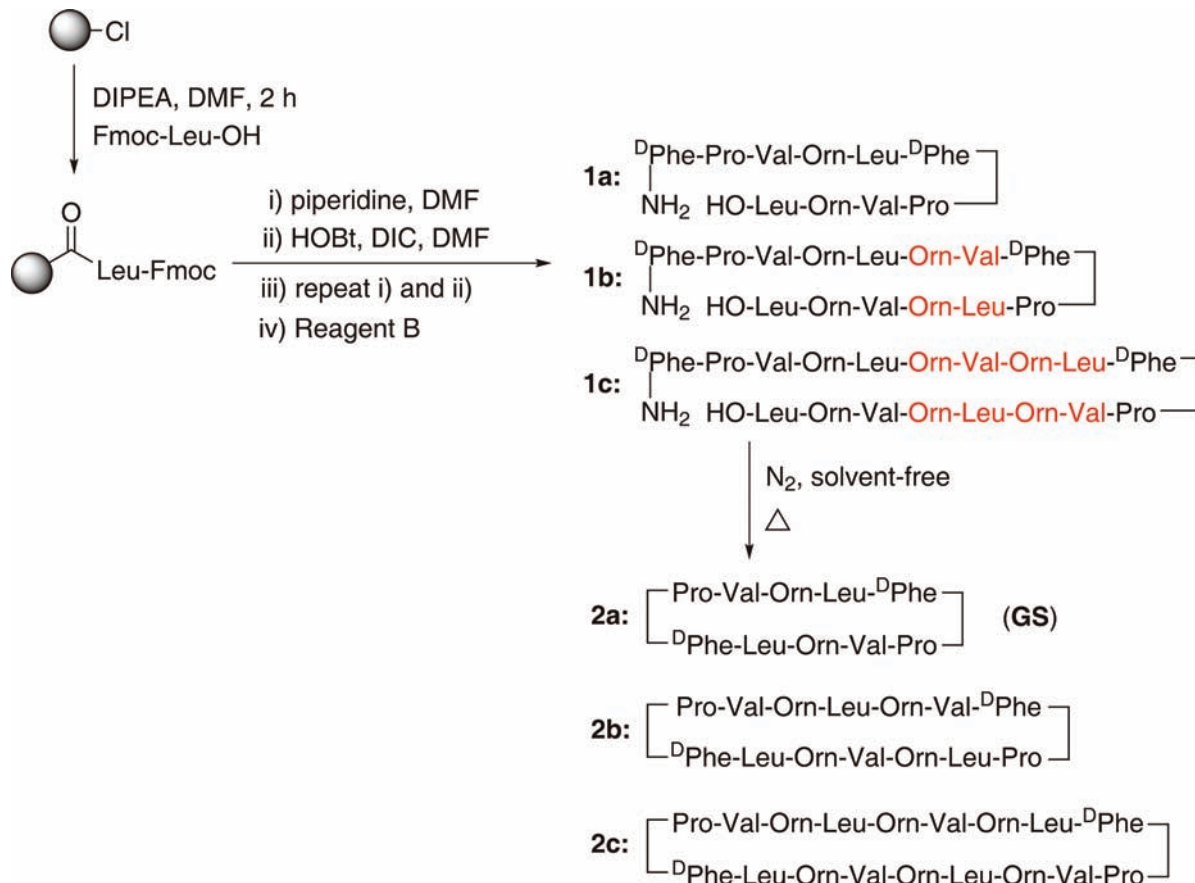 Cl
DIPEA, DMF, 2 h
Fmoc-Leu-OH
O
Leu-Fmoc
i) piperidine, DMF
ii) HOBt, DIC, DMF
iii) repeat i) and ii)
iv) Reagent B
1a:
DPhe-Pro-Val-Orn-Leu-DPhe
NH2 HO-Leu-Orn-Val-Pro
1b:
DPhe-Pro-Val-Orn-Leu-Orn-Val-DPhe
NH2 HO-Leu-Orn-Val-Orn-Leu-Pro
1c:
DPhe-Pro-Val-Orn-Leu-Orn-Val-Orn-Leu-DPhe
NH2 HO-Leu-Orn-Val-Orn-Leu-Orn-Val-Pro
N2, solvent-free
△
2a:
Pro-Val-Orn-Leu-DPhe
DPhe-Leu-Orn-Val-Pro
(GS)
2b:
Pro-Val-Orn-Leu-Orn-Val-DPhe
DPhe-Leu-Orn-Val-Orn-Leu-Pro
2c:
Pro-Val-Orn-Leu-Orn-Val-Orn-Leu-DPhe
DPhe-Leu-Orn-Val-Orn-Leu-Orn-Val-Pro